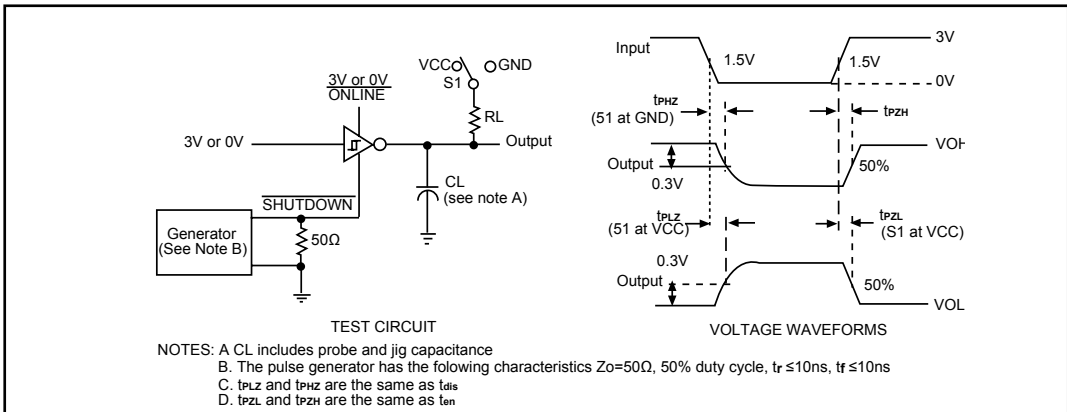 3V or 0V
ONLINE
VCC
GND
S1
RL
3V or 0V
Output
CL
(see note A)
SHUTDOWN
Generator
(See Note B)
50Ω
TEST CIRCUIT
Input
3V
1.5V
1.5V
0V
tPHZ
(51 at GND)
tPZH
VOH
Output
0.3V
50%
tPLZ
(51 at VCC)
tPZL
(S1 at VCC)
0.3V
Output
50%
VOL
VOLTAGE WAVEFORMS
NOTES: A CL includes probe and jig capacitance
B. The pulse generator has the folowing characteristics Zo=50Ω, 50% duty cycle, tr ≤10ns, tf ≤10ns
C. tPLZ and tPHZ are the same as tdis
D. tPZL and tPZH are the same as ten